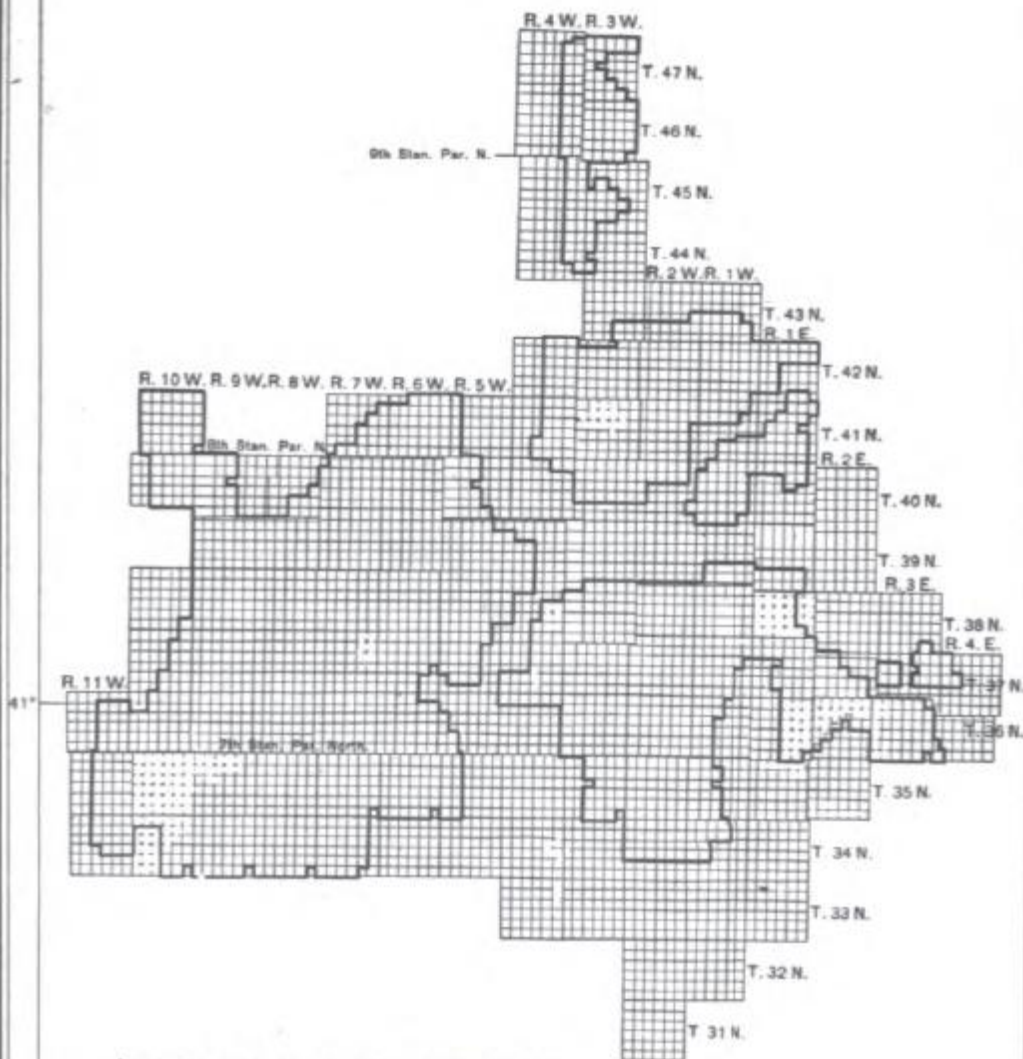 R. 4 W. R. 3 W.
T. 47 N.
T. 46 N.
9th Stan. Par. N.
T. 45 N.
T. 44 N.
R. 2 W. R. 1 W.
T. 43 N.
R. 1 E.
T. 42 N.
R. 10 W. R. 9 W. R. 8 W. R. 7 W. R. 6 W. R. 5 W.
T. 41 N.
8th Stan. Par. N.
R. 2 E.
T. 40 N.
T. 39 N.
R. 3 E.
T. 38 N.
R. 4. E.
R. 11 W.
T. 37 N.
41°
T. 36 N.
7th Stan. Par. North
T. 35 N.
T. 34 N.
T. 33 N.
T. 32 N.
T 31 N.